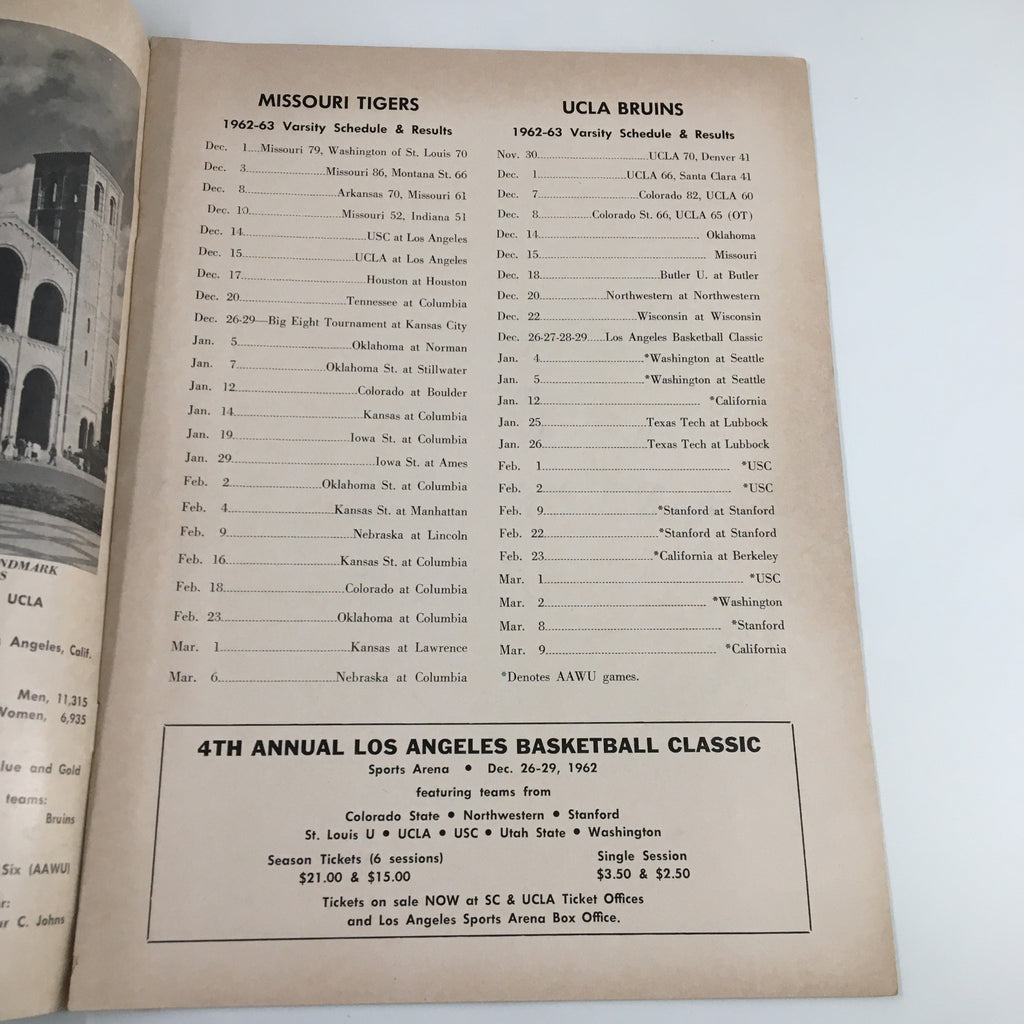 NDMARK
S
UCLA
Angeles, Calif.
Men, 11,315
Women, 6,935
lue and Gold
teams:
Bruins
Six (AAWU)
r:
ur C. Johns
MISSOURI TIGERS
1962-63 Varsity Schedule & Results
Dec. 1....Missouri 79, Washington of St. Louis 70
Dec. 3....................Missouri 86, Montana St. 66
Dec. 8......................Arkansas 70, Missouri 61
Dec. 10......................Missouri 52, Indiana 51
Dec. 14..............................USC at Los Angeles
Dec. 15...........................UCLA at Los Angeles
Dec. 17..............................Houston at Houston
Dec. 20.........................Tennessee at Columbia
Dec. 26-29—Big Eight Tournament at Kansas City
Jan. 5...........................Oklahoma at Norman
Jan. 7......................Oklahoma St. at Stillwater
Jan. 12............................Colorado at Boulder
Jan. 14.............................Kansas at Columbia
Jan. 19..........................Iowa St. at Columbia
Jan. 29...............................Iowa St. at Ames
Feb. 2....................Oklahoma St. at Columbia
Feb. 4.......................Kansas St. at Manhattan
Feb. 9...........................Nebraska at Lincoln
Feb. 16.......................Kansas St. at Columbia
Feb. 18........................Colorado at Columbia
Feb. 23......................Oklahoma at Columbia
Mar. 1...........................Kansas at Lawrence
Mar. 6........................Nebraska at Columbia
UCLA BRUINS
1962-63 Varsity Schedule & Results
Nov. 30..........................UCLA 70, Denver 41
Dec. 1.....................UCLA 66, Santa Clara 41
Dec. 7........................Colorado 82, UCLA 60
Dec. 8............Colorado St. 66, UCLA 65 (OT)
Dec. 14........................................ Oklahoma
Dec. 15.......................................... Missouri
Dec. 18..............................Butler U. at Butler
Dec. 20.................Northwestern at Northwestern
Dec. 22........................Wisconsin at Wisconsin
Dec. 26-27-28-29......Los Angeles Basketball Classic
Jan. 4..........................*Washington at Seattle
Jan. 5..........................*Washington at Seattle
Jan. 12........................................ *California
Jan. 25..........................Texas Tech at Lubbock
Jan. 26..........................Texas Tech at Lubbock
Feb. 1.............................................. *USC
Feb. 2.............................................. *USC
Feb. 9............................*Stanford at Stanford
Feb. 22...........................*Stanford at Stanford
Feb. 23..........................*California at Berkeley
Mar. 1.............................................. *USC
Mar. 2...................................... *Washington
Mar. 8.......................................... *Stanford
Mar. 9......................................... *California
*Denotes AAWU games.
4TH ANNUAL LOS ANGELES BASKETBALL CLASSIC
Sports Arena • Dec. 26-29, 1962
featuring teams from
Colorado State • Northwestern • Stanford
St. Louis U • UCLA • USC • Utah State • Washington
Season Tickets (6 sessions)
$21.00 & $15.00
Single Session
$3.50 & $2.50
Tickets on sale NOW at SC & UCLA Ticket Offices
and Los Angeles Sports Arena Box Office.